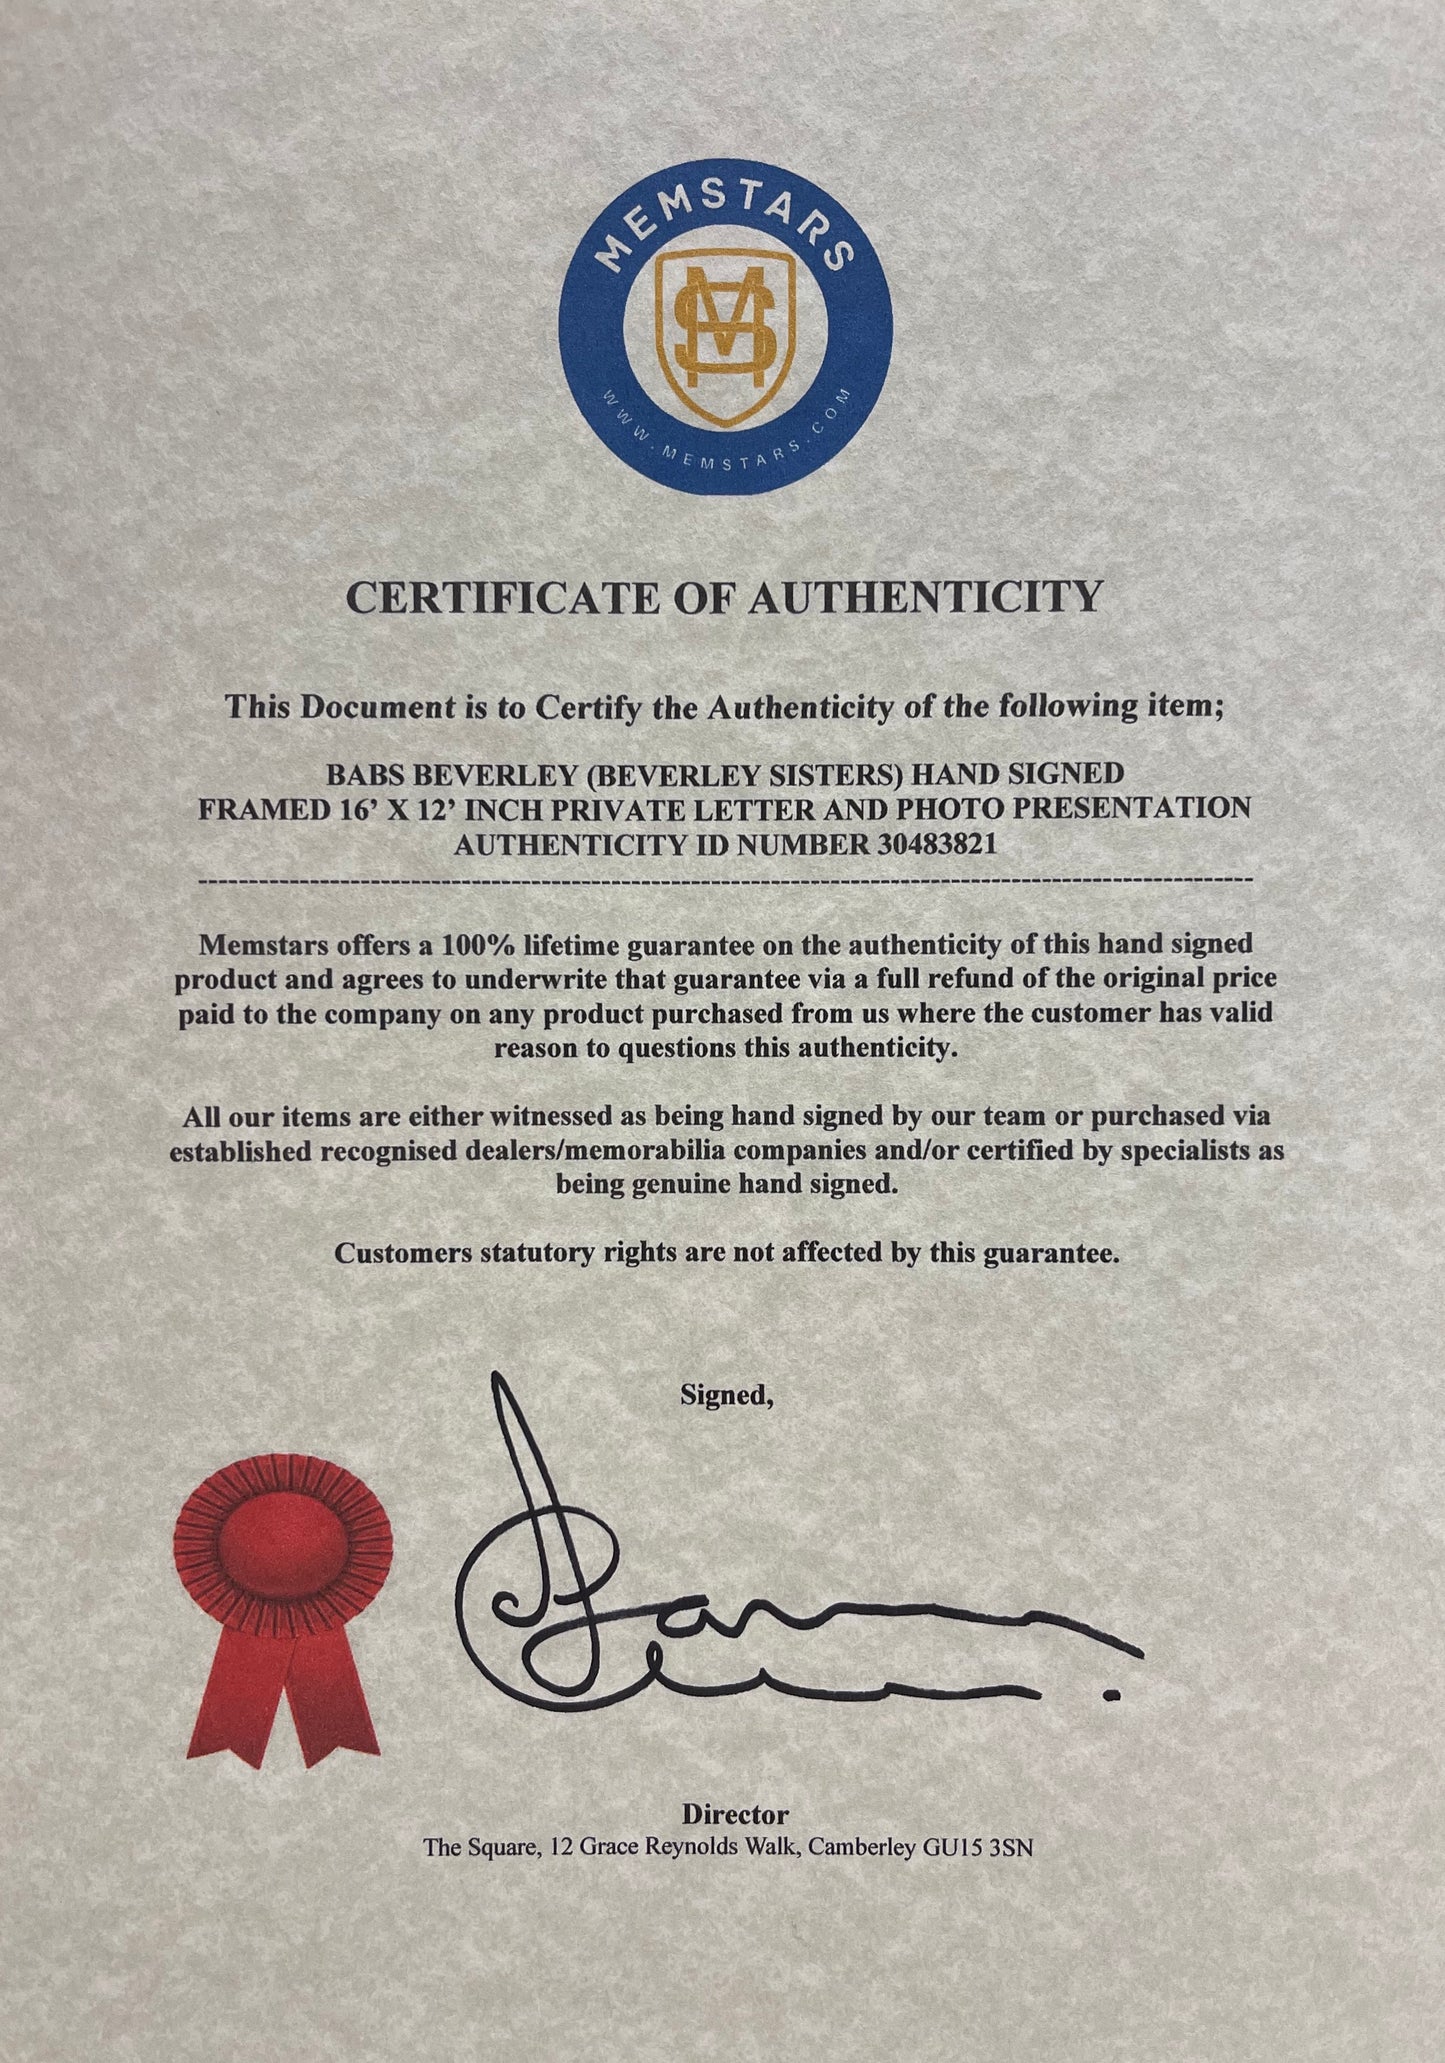 MEMSTARS
WWW.MEMSTARS.COM
CERTIFICATE OF AUTHENTICITY
This Document is to Certify the Authenticity of the following item;
BABS BEVERLEY (BEVERLEY SISTERS) HAND SIGNED
FRAMED 16’ X 12’ INCH PRIVATE LETTER AND PHOTO PRESENTATION
AUTHENTICITY ID NUMBER 30483821
Memstars offers a 100% lifetime guarantee on the authenticity of this hand signed
product and agrees to underwrite that guarantee via a full refund of the original price
paid to the company on any product purchased from us where the customer has valid
reason to questions this authenticity.
All our items are either witnessed as being hand signed by our team or purchased via
established recognised dealers/memorabilia companies and/or certified by specialists as
being genuine hand signed.
Customers statutory rights are not affected by this guarantee.
Signed,
Director
The Square, 12 Grace Reynolds Walk, Camberley GU15 3SN